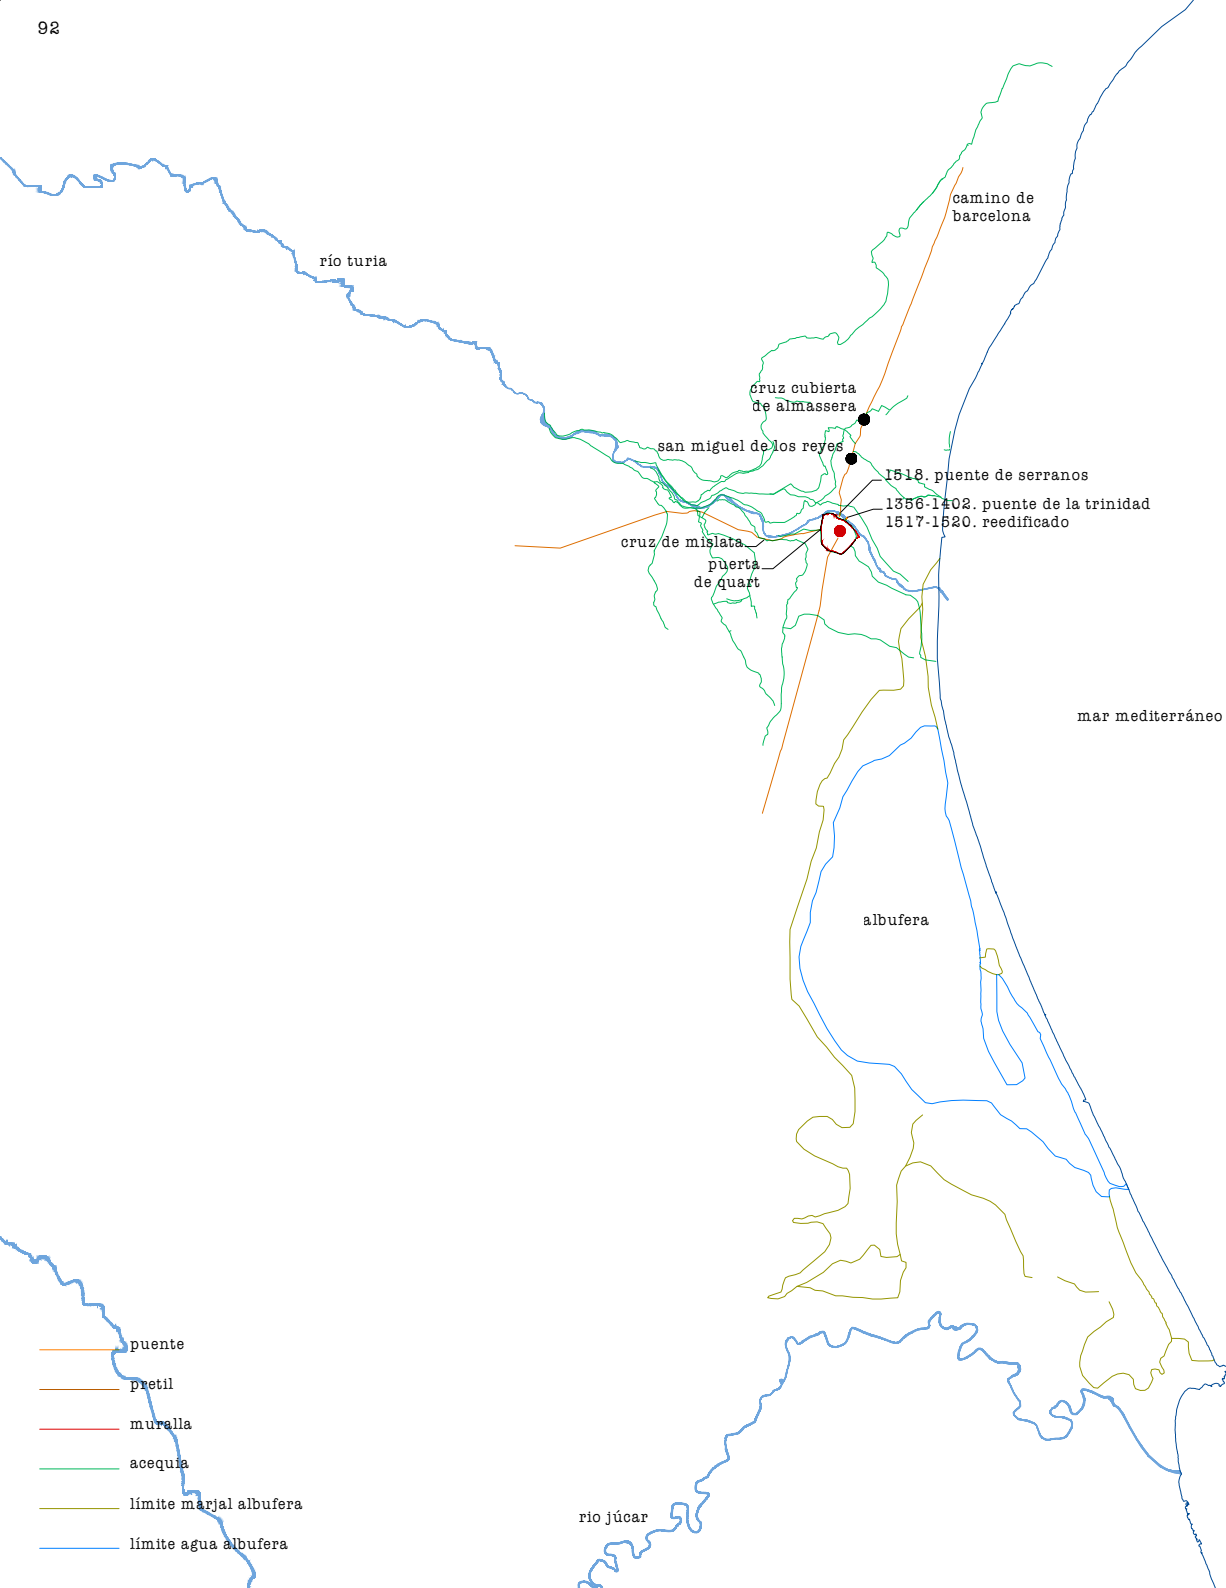 92
camino de
barcelona
río turia
cruz cubierta
de almassera
san miguel de los reyes
1518. puente de serranos
1356-1402. puente de la trinidad
1517-1520. reedificado
cruz de mislata
puerta
de quart
mar mediterráneo
albufera
puente
pretil
muralla
acequia
límite marjal albufera
límite agua albufera
rio júcar